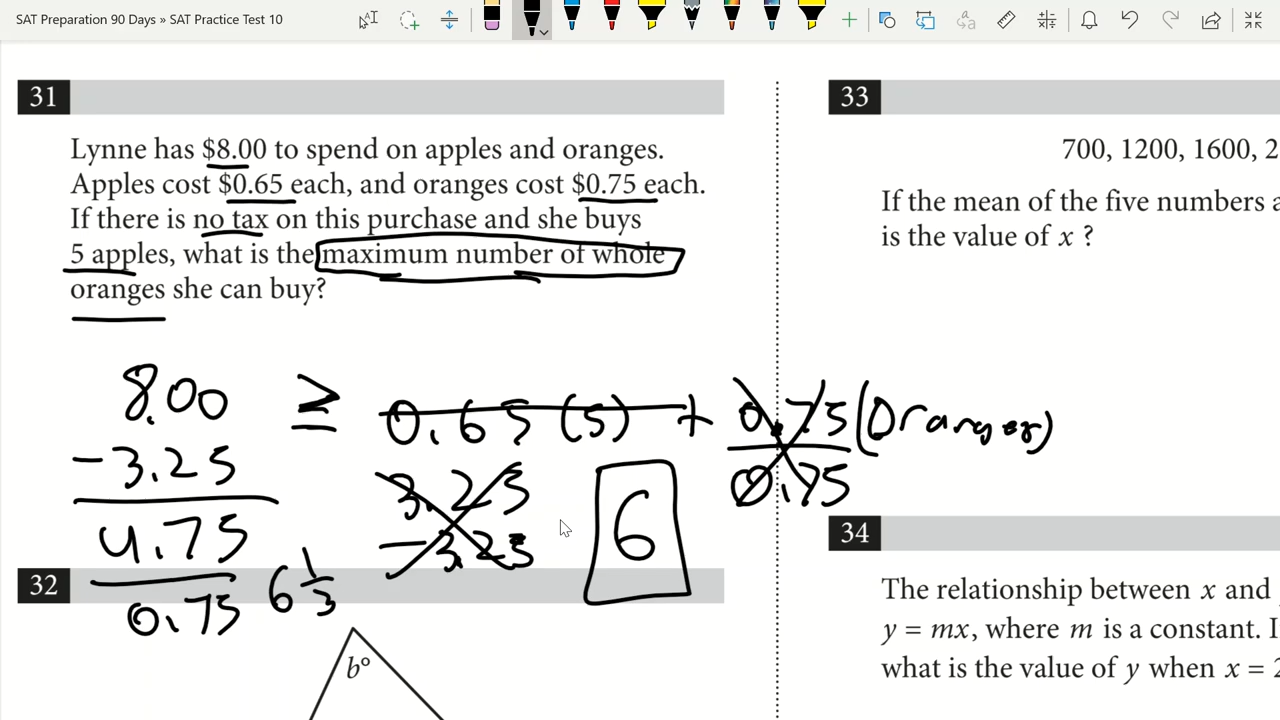 SAT Preparation 90 Days » SAT Practice Test 10
31
Lynne has $8.00 to spend on apples and oranges.
Apples cost $0.65 each, and oranges cost $0.75 each.
If there is no tax on this purchase and she buys
5 apples, what is the maximum number of whole
oranges she can buy?
8.00 ≥ 0.65 (5) + 0.75 (Oranges)
- 3.25
4.75
0.75
6 1/3
3.25
- 3.25
0.75
6
32
b°
33
700, 1200, 1600, 2
If the mean of the five numbers a
is the value of x ?
34
The relationship between x and
y = mx, where m is a constant. I
what is the value of y when x = 2